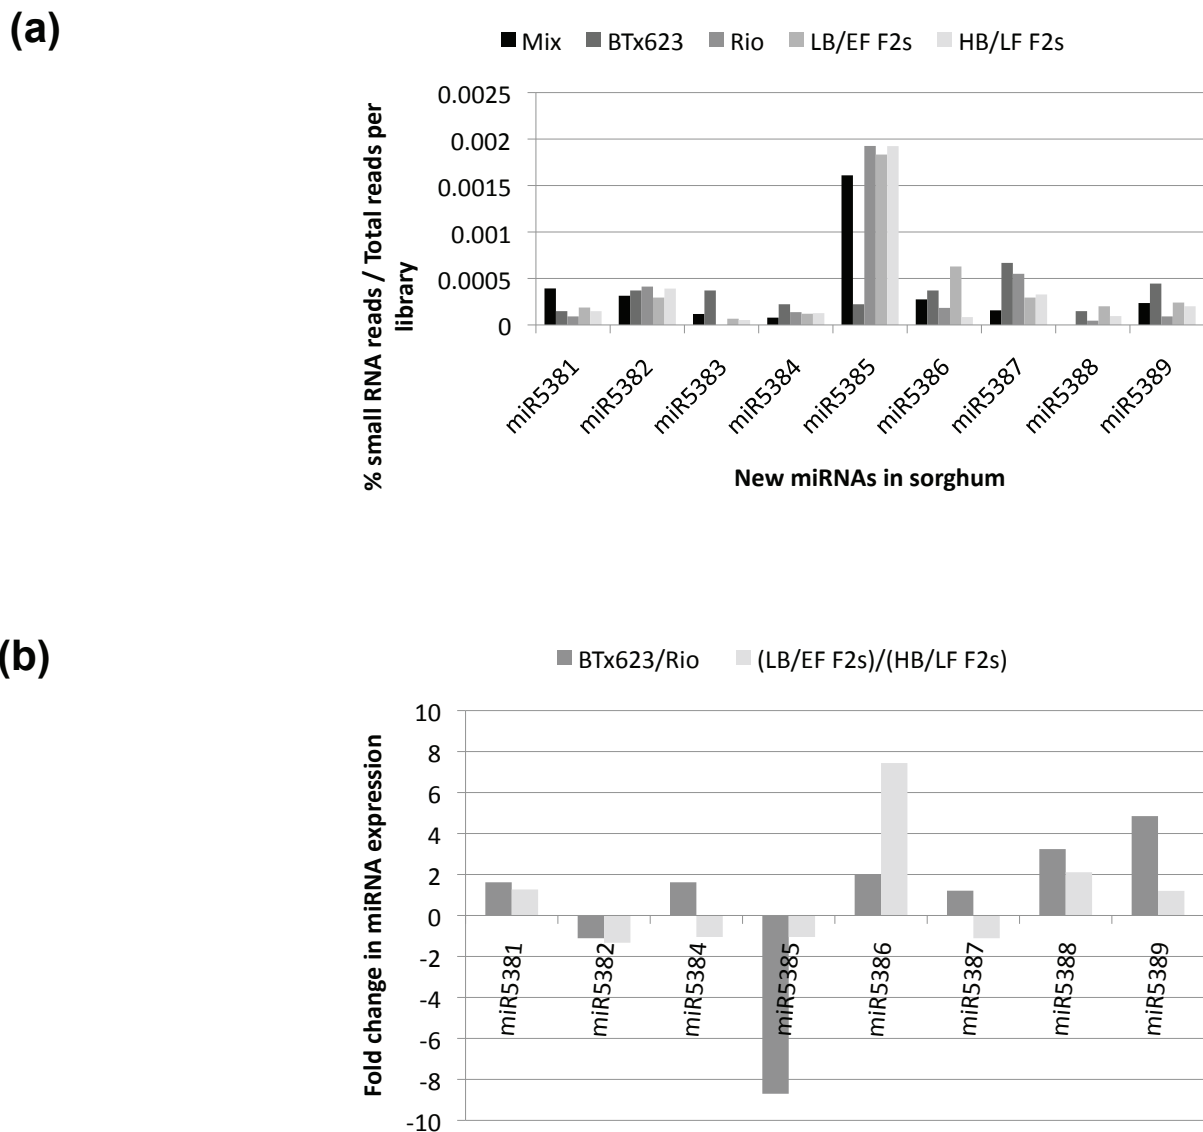 (a)
Mix BTx623 Rio LB/EF F2s HB/LF F2s
% small RNA reads / Total reads per
library
0.0025
0.002
0.0015
0.001
0.0005
0
miR5381 miR5382 miR5383 miR5384 miR5385 miR5386 miR5387 miR5388 miR5389
New miRNAs in sorghum
(b)
BTx623/Rio (LB/EF F2s)/(HB/LF F2s)
Fold change in miRNA expression
10
8
6
4
2
0
-2
-4
-6
-8
-10
miR5381 miR5382 miR5384 miR5385 miR5386 miR5387 miR5388 miR5389